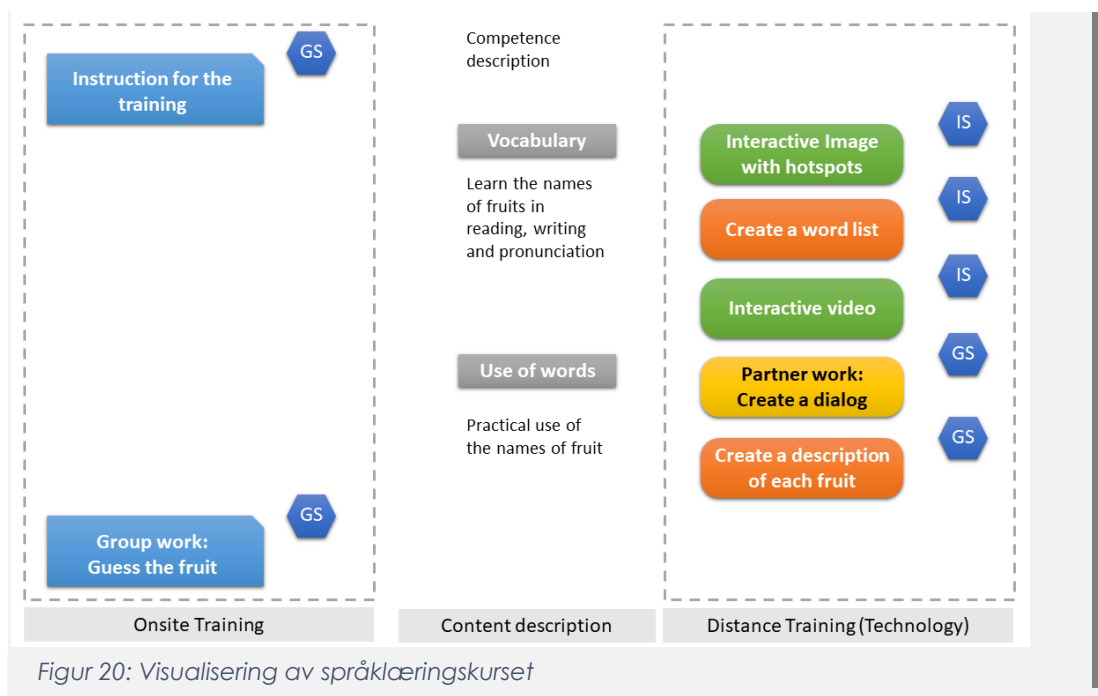 GS
Instruction for the
training
GS
Group work:
Guess the fruit
Onsite Training
Competence
description
Vocabulary
Learn the names
of fruits in
reading, writing
and pronunciation
Use of words
Practical use of
the names of fruit
Content description
IS
Interactive Image
with hotspots
IS
Create a word list
IS
Interactive video
GS
Partner work:
Create a dialog
GS
Create a description
of each fruit
Distance Training (Technology)
Figur 20: Visualisering av språklæringskurset